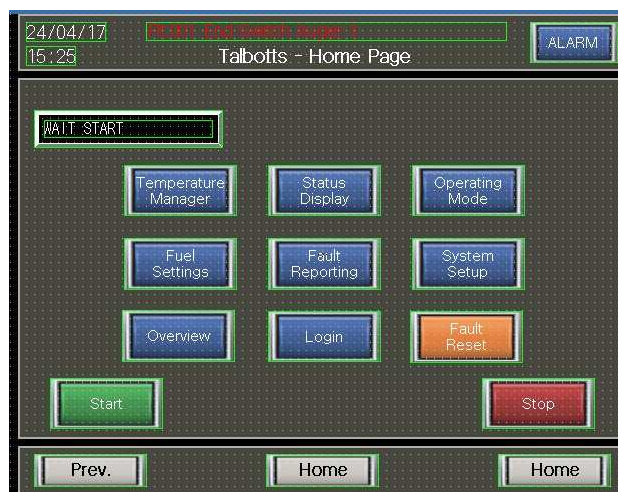 24/04/17
15:25
Talbotts - Home Page
ALARM
WAIT START
Temperature
Manager
Status
Display
Operating
Mode
Fuel
Settings
Fault
Reporting
System
Setup
Overview
Login
Fault
Reset
Start
Stop
Prev.
Home
Home